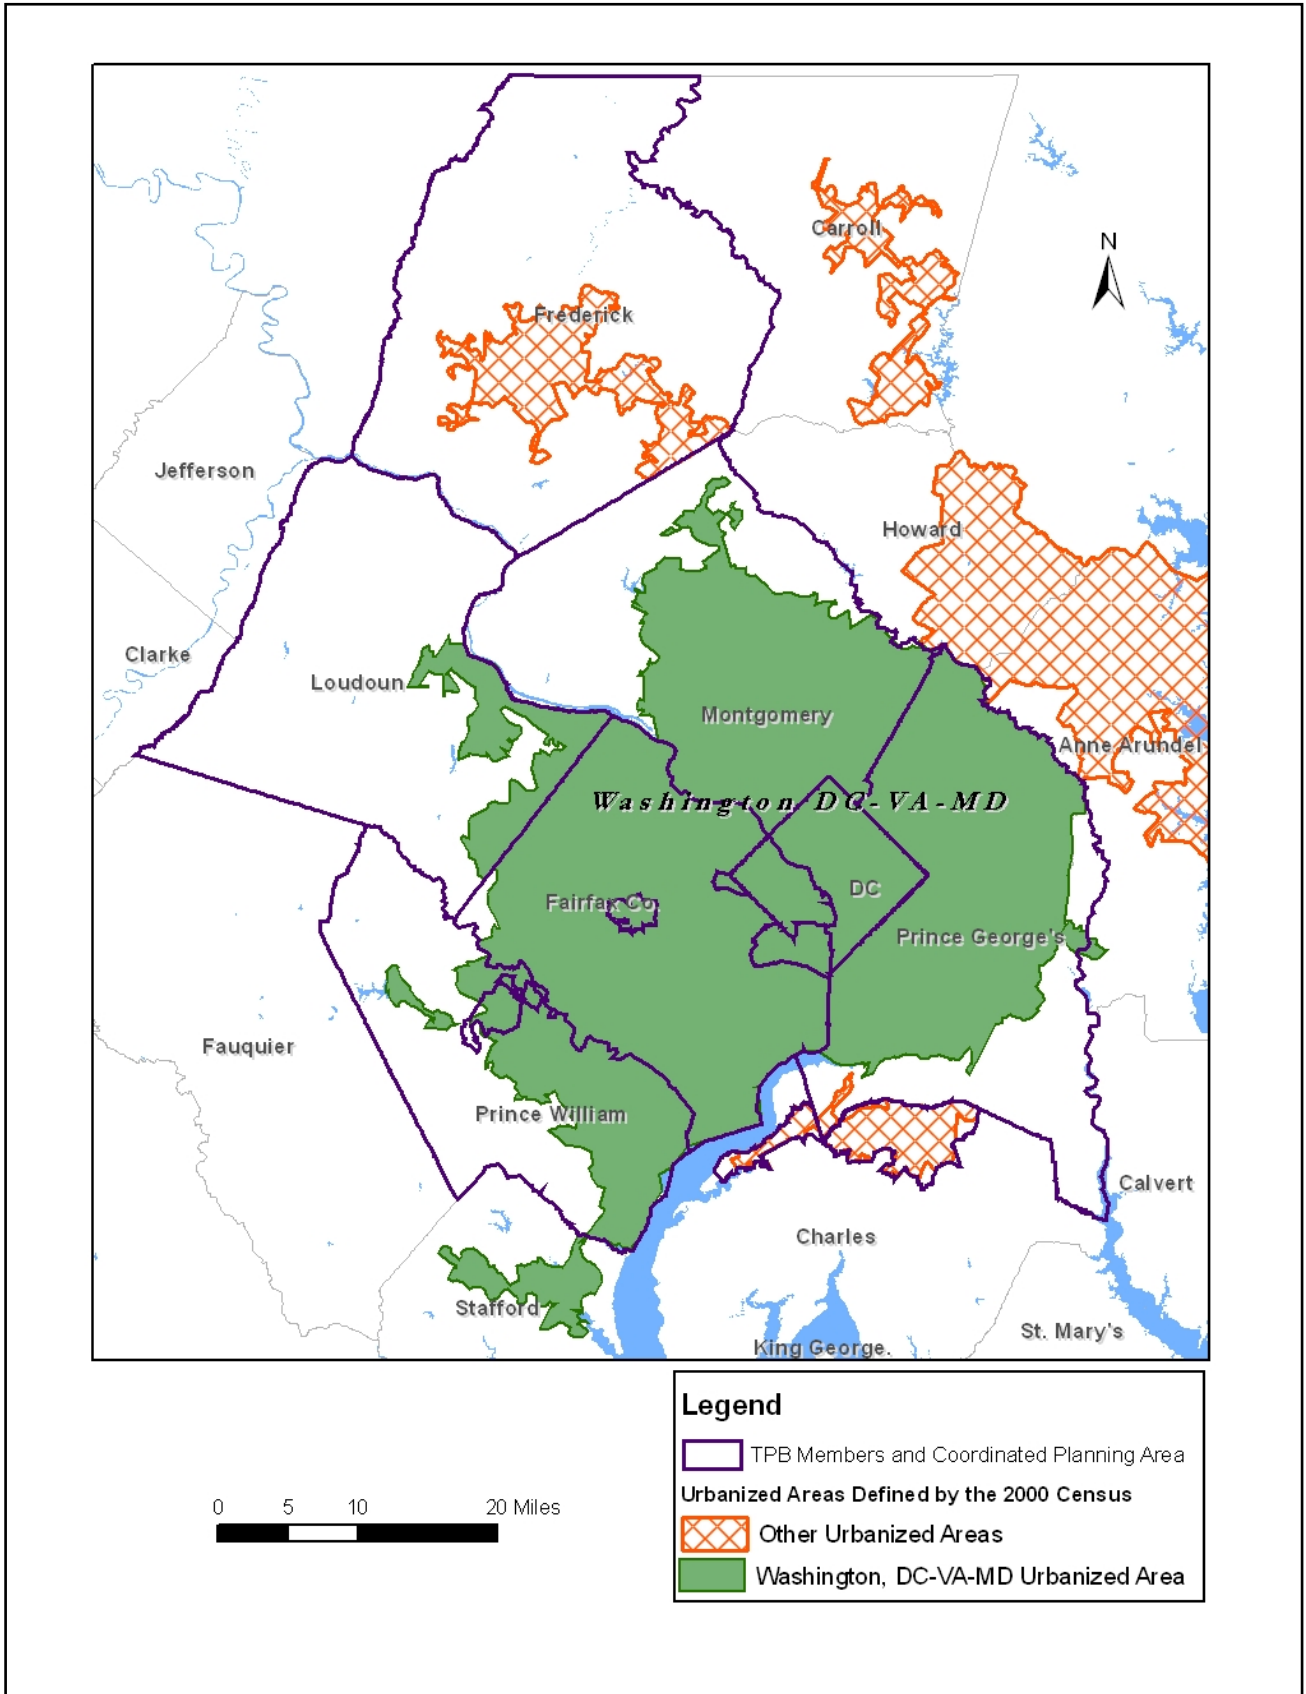 Carroll
N
Frederick
Jefferson
Howard
Clarke
Loudoun
Montgomery
Anne Arundel
Washington, DC-VA-MD
DC
Fairfax Co.
Prince George's
Fauquier
Prince William
Calvert
Charles
Stafford
St. Mary's
King George.
Legend
TPB Members and Coordinated Planning Area
Urbanized Areas Defined by the 2000 Census
0 5 10 20 Miles
Other Urbanized Areas
Washington, DC-VA-MD Urbanized Area